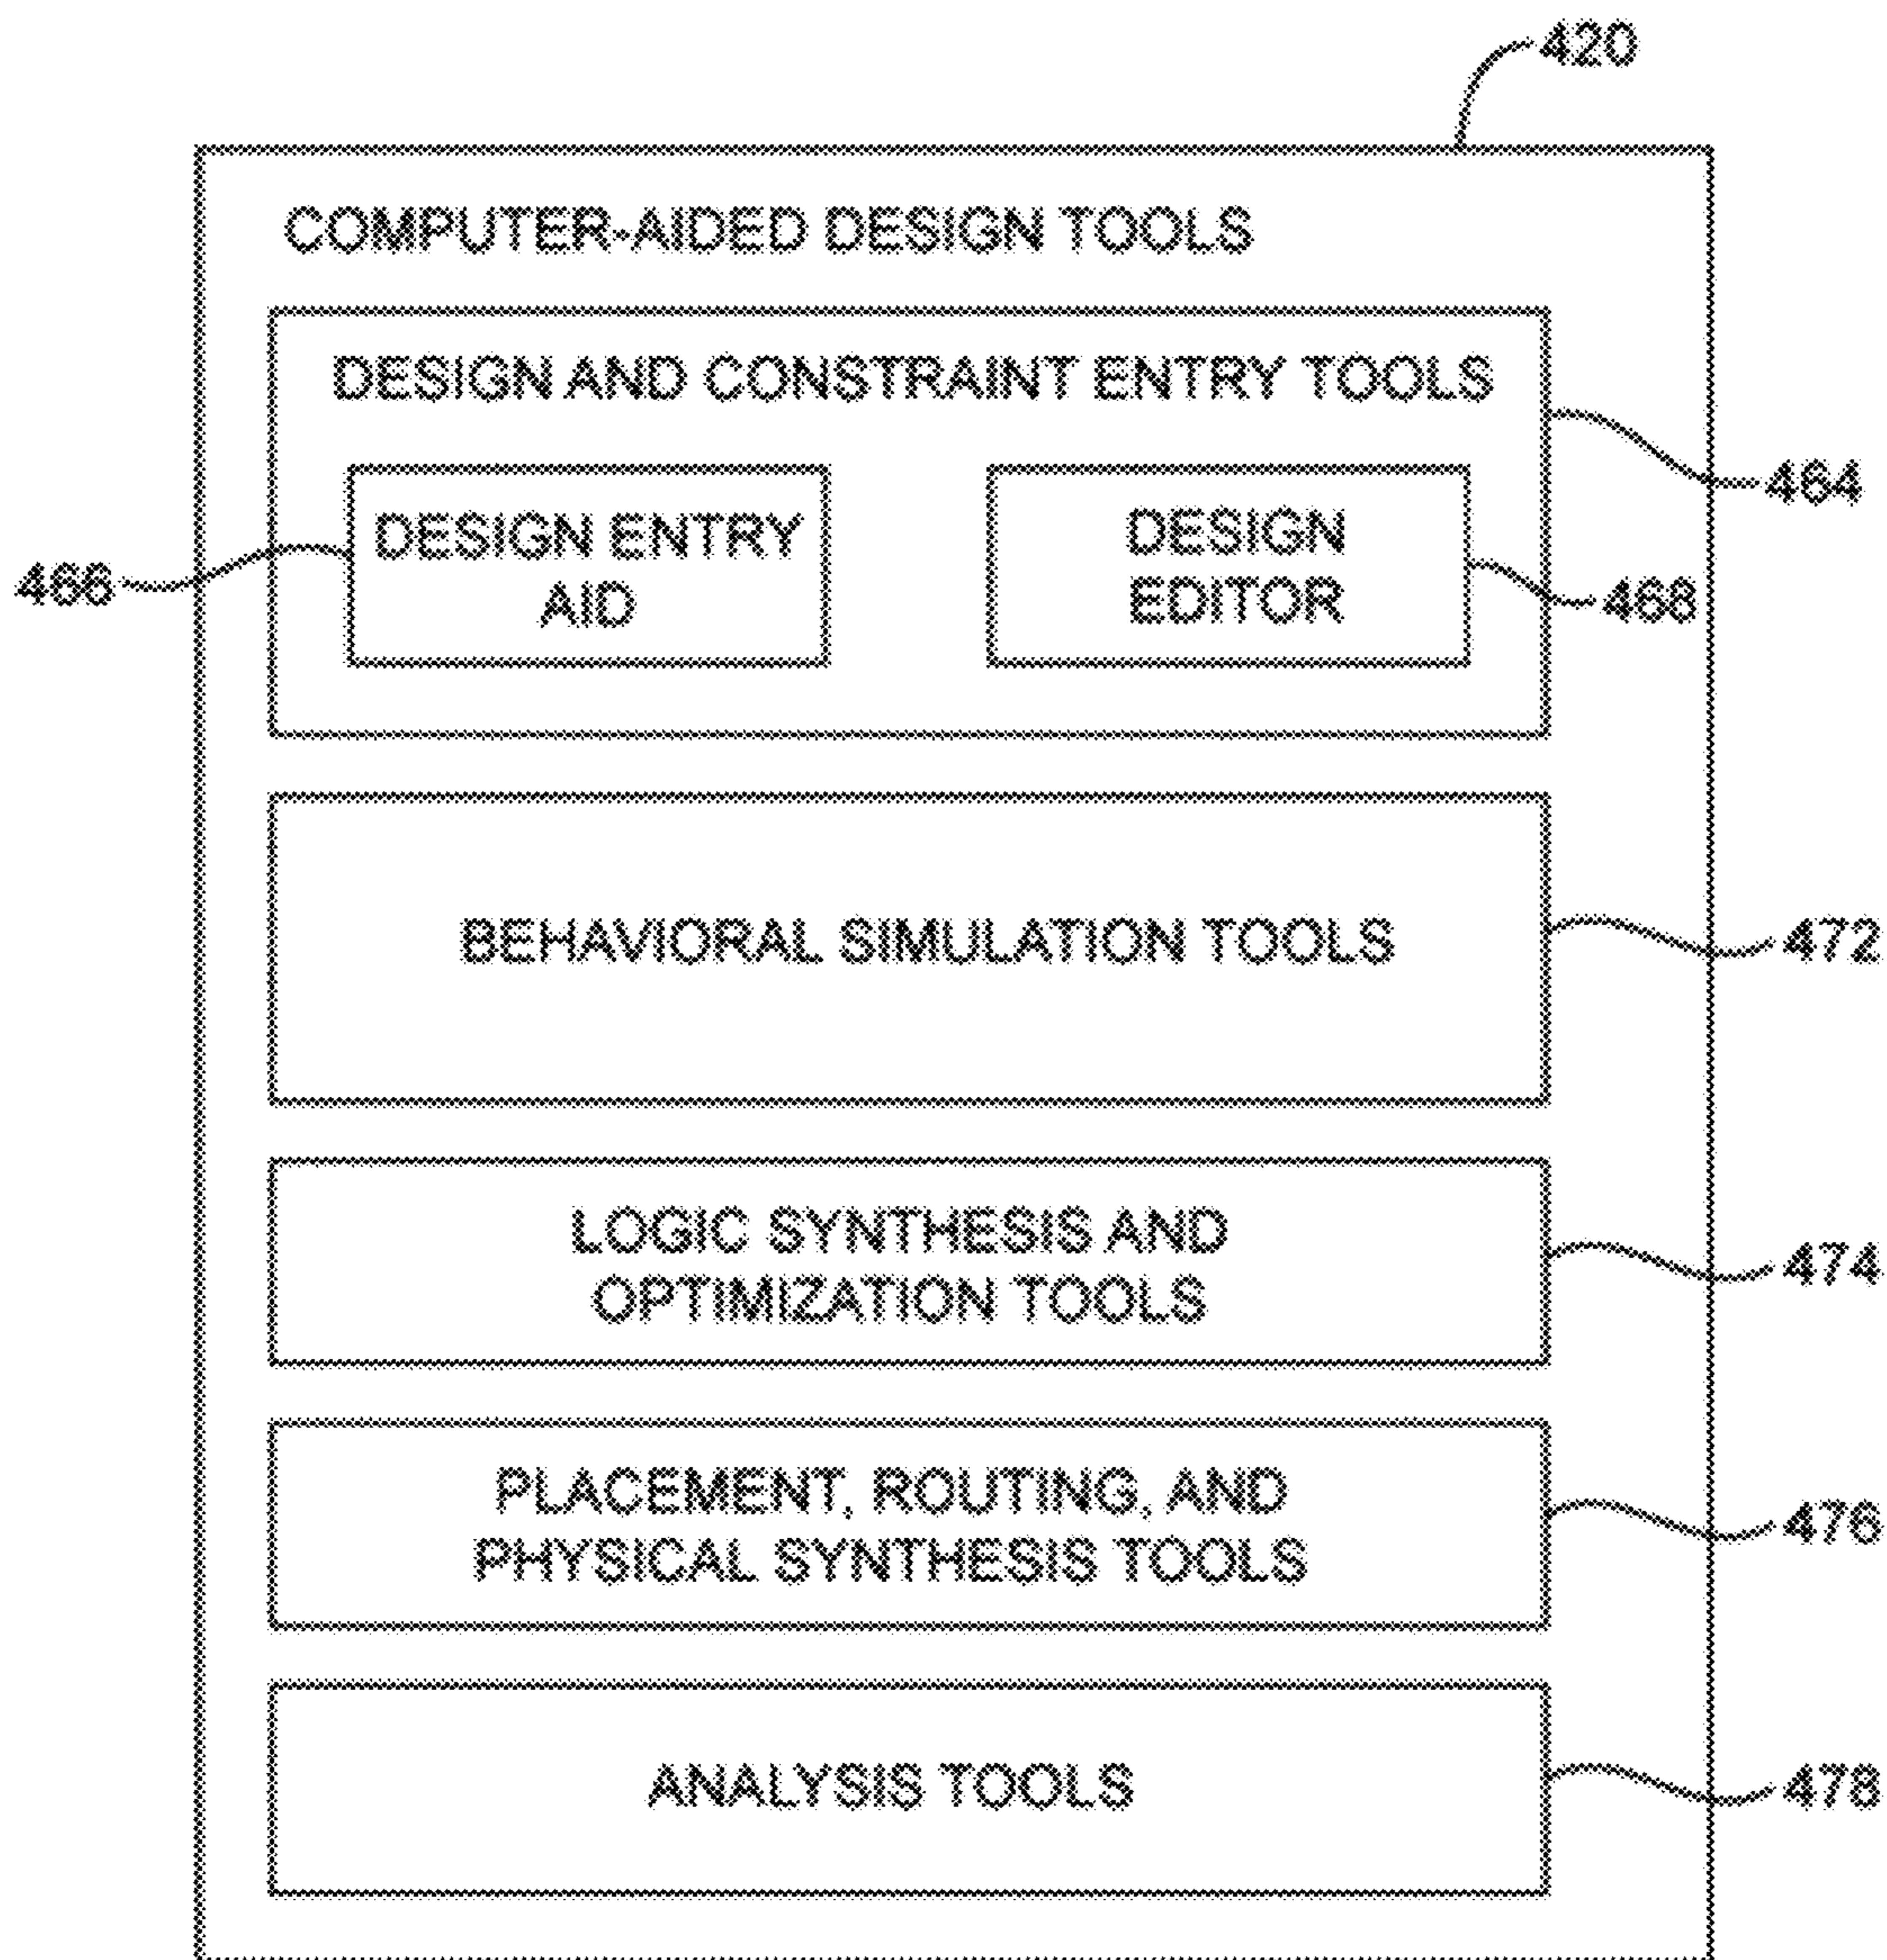 420
COMPUTER-AIDED DESIGN TOOLS
DESIGN AND CONSTRAINT ENTRY TOOLS
464
DESIGN ENTRY
AID
466
DESIGN
EDITOR
468
BEHAVIORAL SIMULATION TOOLS
472
LOGIC SYNTHESIS AND
OPTIMIZATION TOOLS
474
PLACEMENT, ROUTING, AND
PHYSICAL SYNTHESIS TOOLS
476
ANALYSIS TOOLS
478